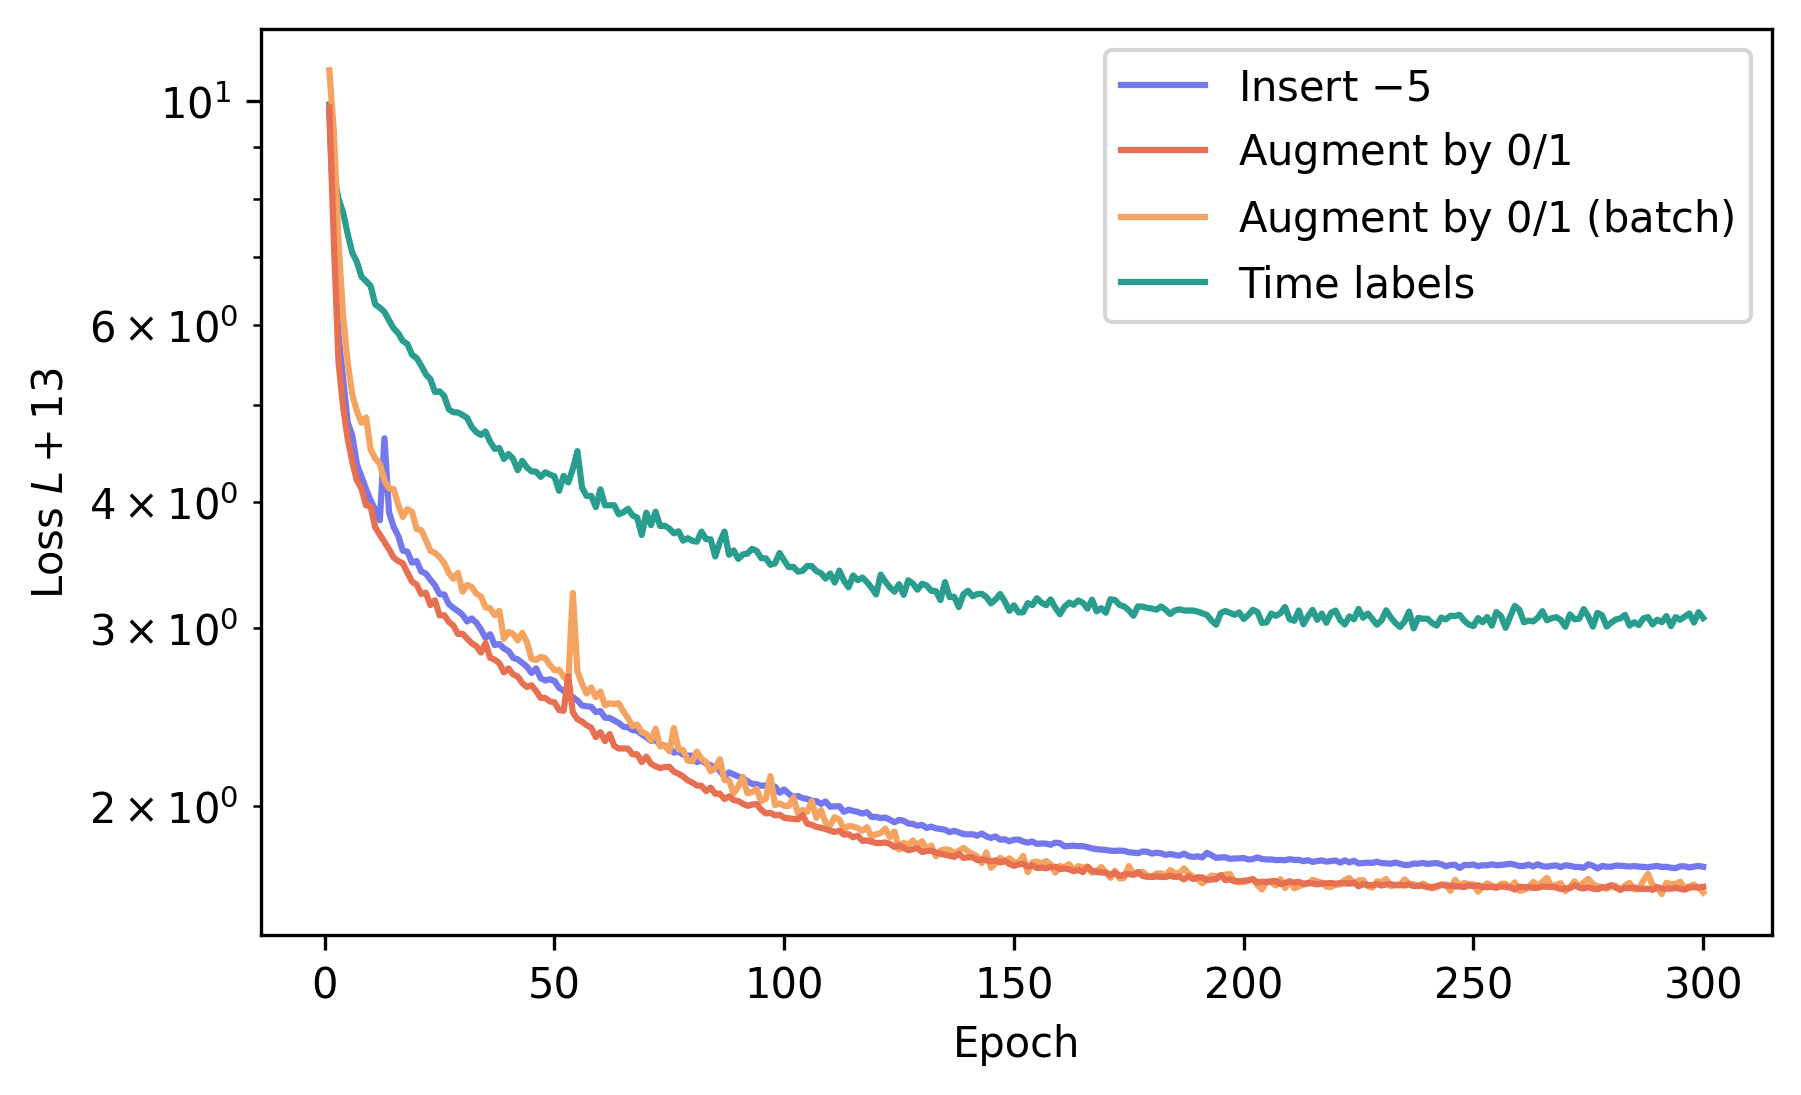 Insert −5
Augment by 0/1
Augment by 0/1 (batch)
Time labels
10¹
6 × 10⁰
4 × 10⁰
3 × 10⁰
2 × 10⁰
Loss L + 13
0 50 100 150 200 250 300
Epoch